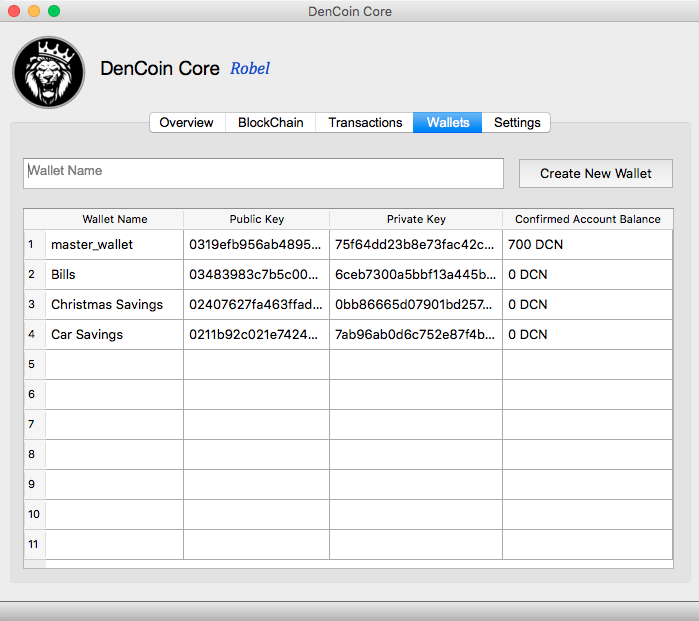 DenCoin Core
DenCoin Core Robel
Overview BlockChain Transactions Wallets Settings
Wallet Name Create New Wallet
Wallet Name Public Key Private Key Confirmed Account Balance
1 master_wallet 0319efb956ab4895... 75f64dd23b8e73fac42c... 700 DCN
2 Bills 03483983c7b5c00... 6ceb7300a5bbf13a445b... 0 DCN
3 Christmas Savings 02407627fa463ffad... 0bb86665d07901bd257... 0 DCN
4 Car Savings 0211b92c021e7424... 7ab96ab0d6c752e87f4b... 0 DCN
5
6
7
8
9
10
11